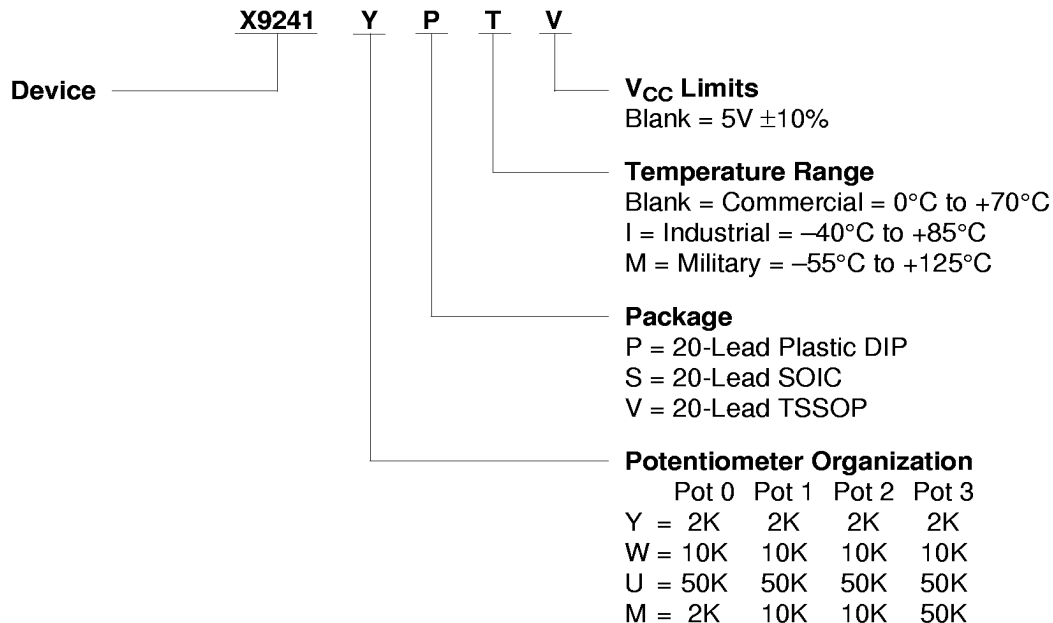 X9241 Y P T V
Device
VCC Limits
Blank = 5V ±10%
Temperature Range
Blank = Commercial = 0°C to +70°C
I = Industrial = –40°C to +85°C
M = Military = –55°C to +125°C
Package
P = 20-Lead Plastic DIP
S = 20-Lead SOIC
V = 20-Lead TSSOP
Potentiometer Organization
Pot 0 Pot 1 Pot 2 Pot 3
Y = 2K 2K 2K 2K
W = 10K 10K 10K 10K
U = 50K 50K 50K 50K
M = 2K 10K 10K 50K